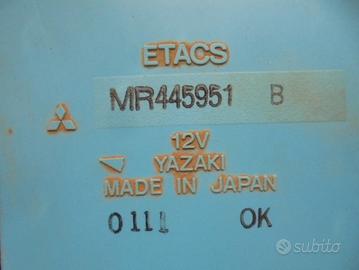 ETACS
MR445951 B
12V
YAZAKI
MADE IN JAPAN
0111 OK
subito